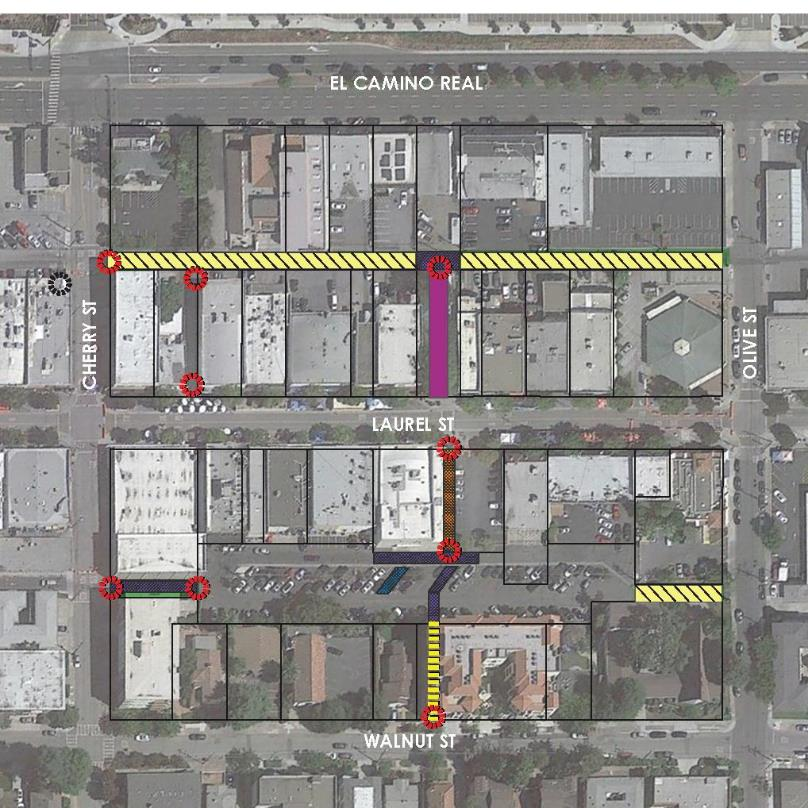 EL CAMINO REAL
CHERRY ST
OLIVE ST
LAUREL ST
WALNUT ST